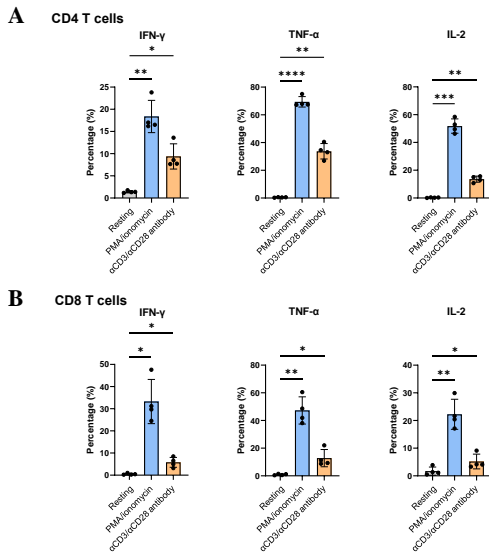 A
CD4 T cells
IFN-γ
TNF-α
IL-2
*
**
**
**
****
***
Percentage (%)
25
20
15
10
5
0
Resting
PMA/ionomycin
αCD3/αCD28 antibody
Percentage (%)
80
60
40
20
0
Resting
PMA/ionomycin
αCD3/αCD28 antibody
Percentage (%)
80
60
40
20
0
Resting
PMA/ionomycin
αCD3/αCD28 antibody
B
CD8 T cells
IFN-γ
TNF-α
IL-2
*
*
*
*
**
**
Percentage (%)
50
40
30
20
10
0
Resting
PMA/ionomycin
αCD3/αCD28 antibody
Percentage (%)
80
60
40
20
0
Resting
PMA/ionomycin
αCD3/αCD28 antibody
Percentage (%)
40
30
20
10
0
Resting
PMA/ionomycin
αCD3/αCD28 antibody